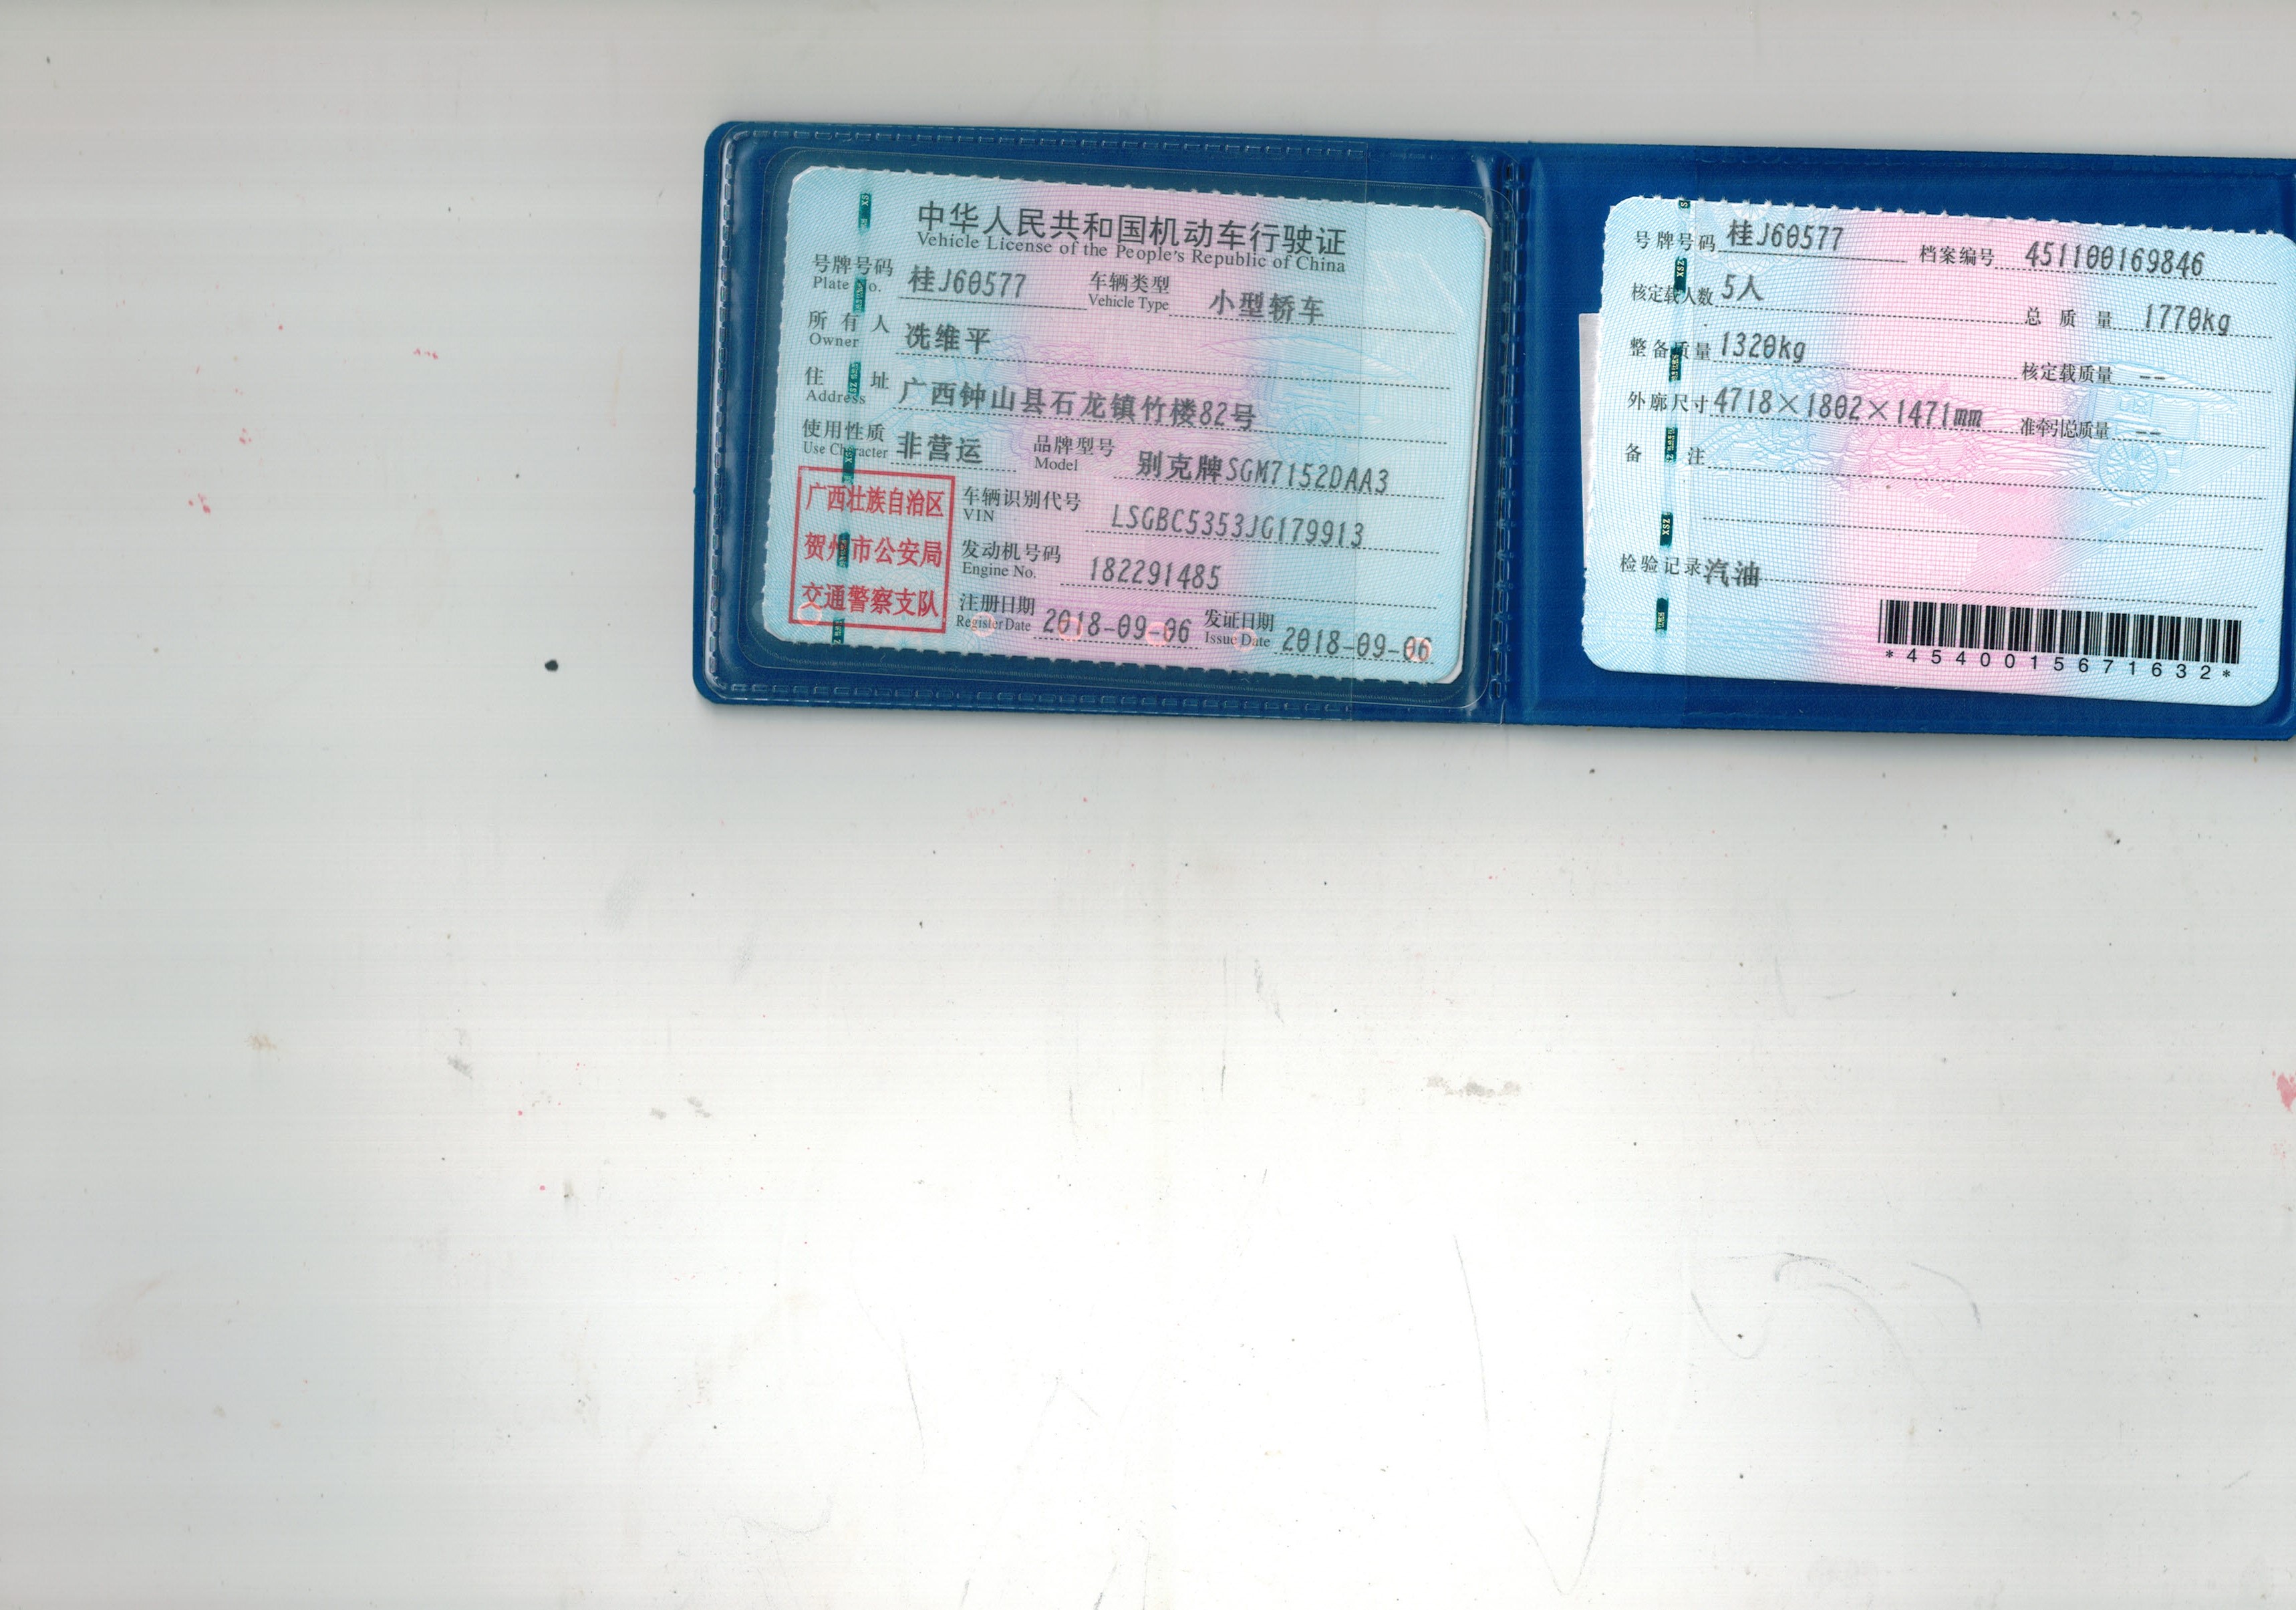 中华人民共和国机动车行驶证
Vehicle License of the People's Republic of China
号牌号码 桂J60577 车辆类型 小型轿车
Plate No. Vehicle Type
所有人 冼维平
Owner
住址 广西钟山县石龙镇竹楼82号
Address
使用性质 非营运 品牌型号 别克牌SGM7152DAA3
Use Character Model
广西壮族自治区
贺州市公安局
交通警察支队
车辆识别代号 LSGBC5353JG179913
VIN
发动机号码 182291485
Engine No.
注册日期 2018-09-06 发证日期 2018-09-06
Register Date Issue Date
号牌号码 桂J60577 档案编号 451100169846
核定载人数 5人 总质量 1770kg
整备质量 1320kg 核定载质量 --
外廓尺寸 4718×1802×1471mm 准牵引总质量 --
备注
检验记录 汽油
*4540015671632*